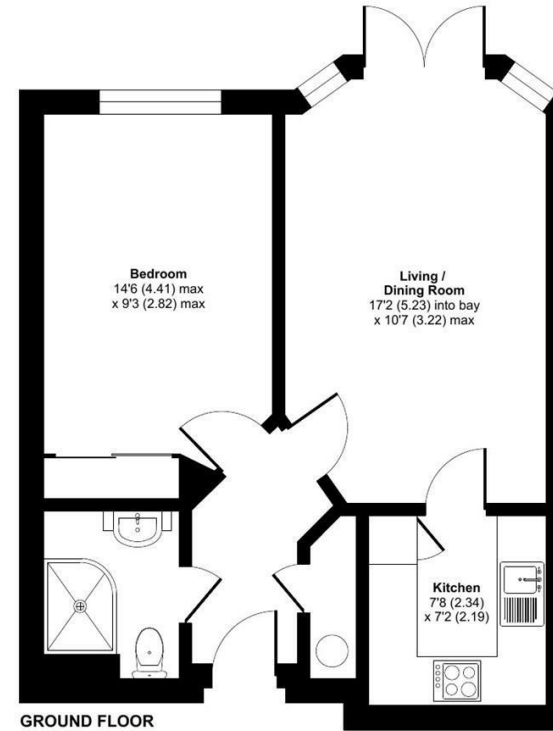 Bedroom
14'6 (4.41) max
x 9'3 (2.82) max
Living /
Dining Room
17'2 (5.23) into bay
x 10'7 (3.22) max
Kitchen
7'8 (2.34)
x 7'2 (2.19)
GROUND FLOOR